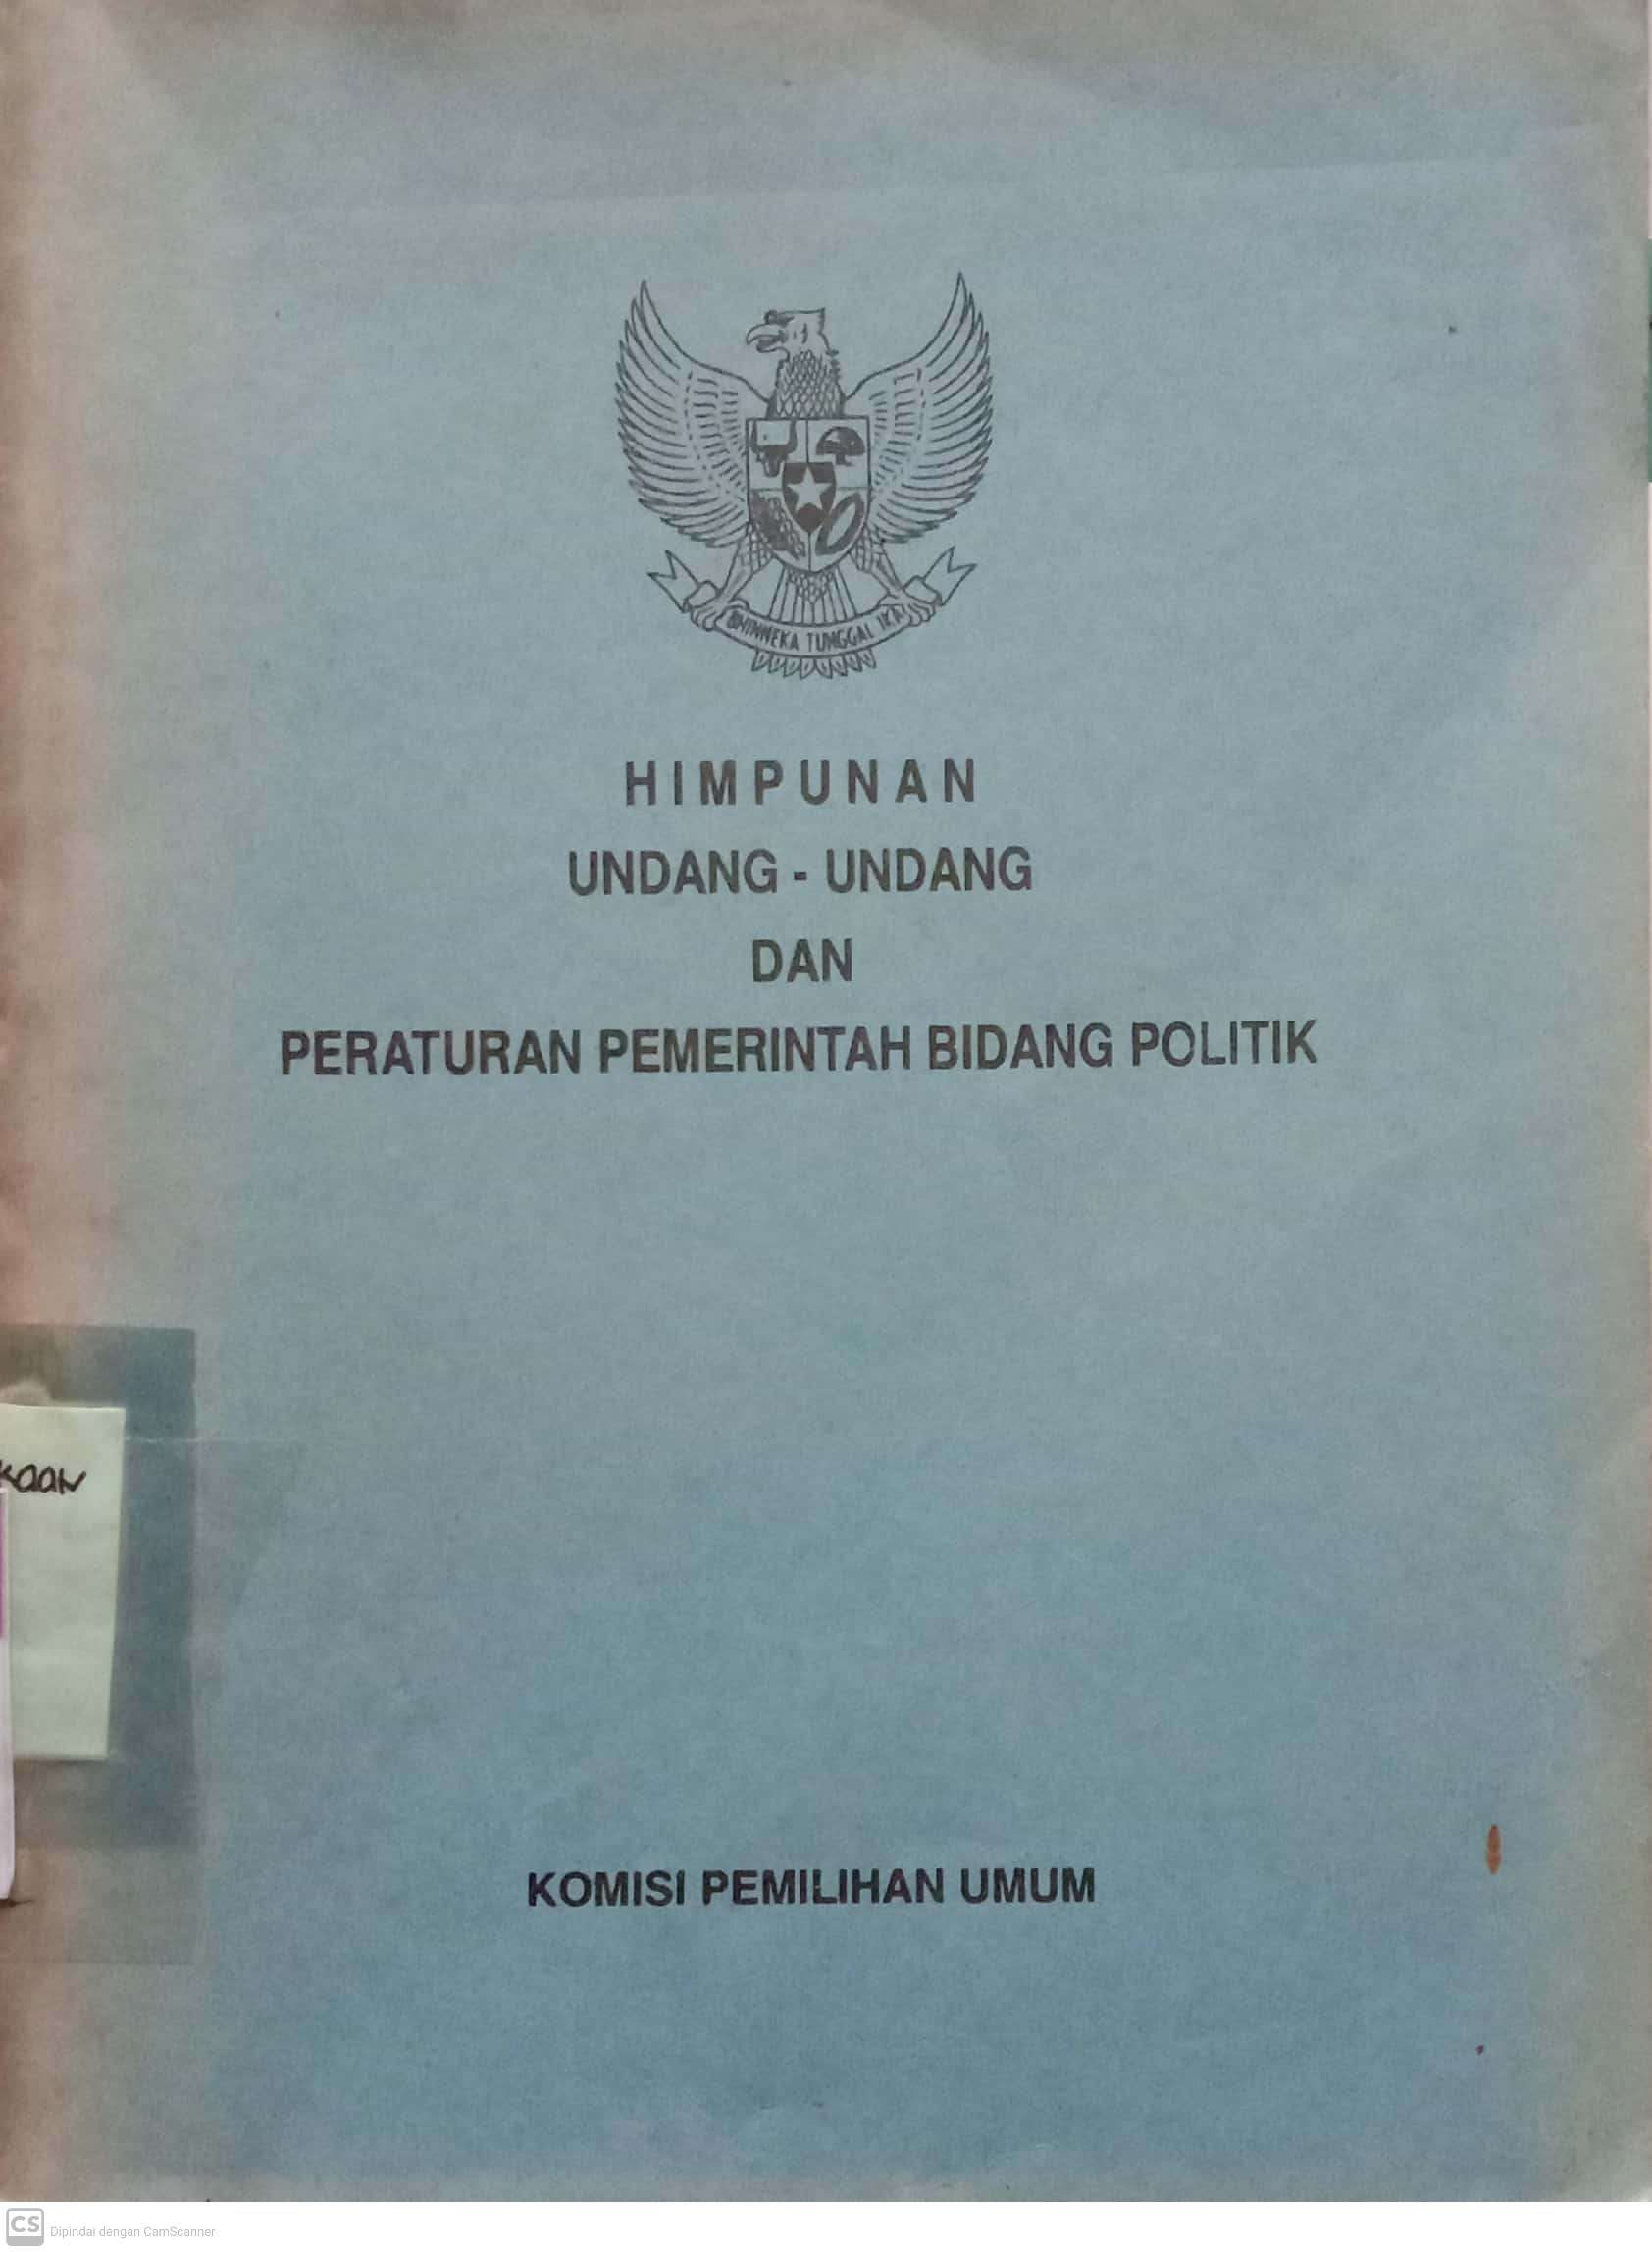 BHINNEKA TUNGGAL IKA
HIMPUNAN
UNDANG - UNDANG
DAN
PERATURAN PEMERINTAH BIDANG POLITIK
KOMISI PEMILIHAN UMUM
CS Dipindai dengan CamScanner